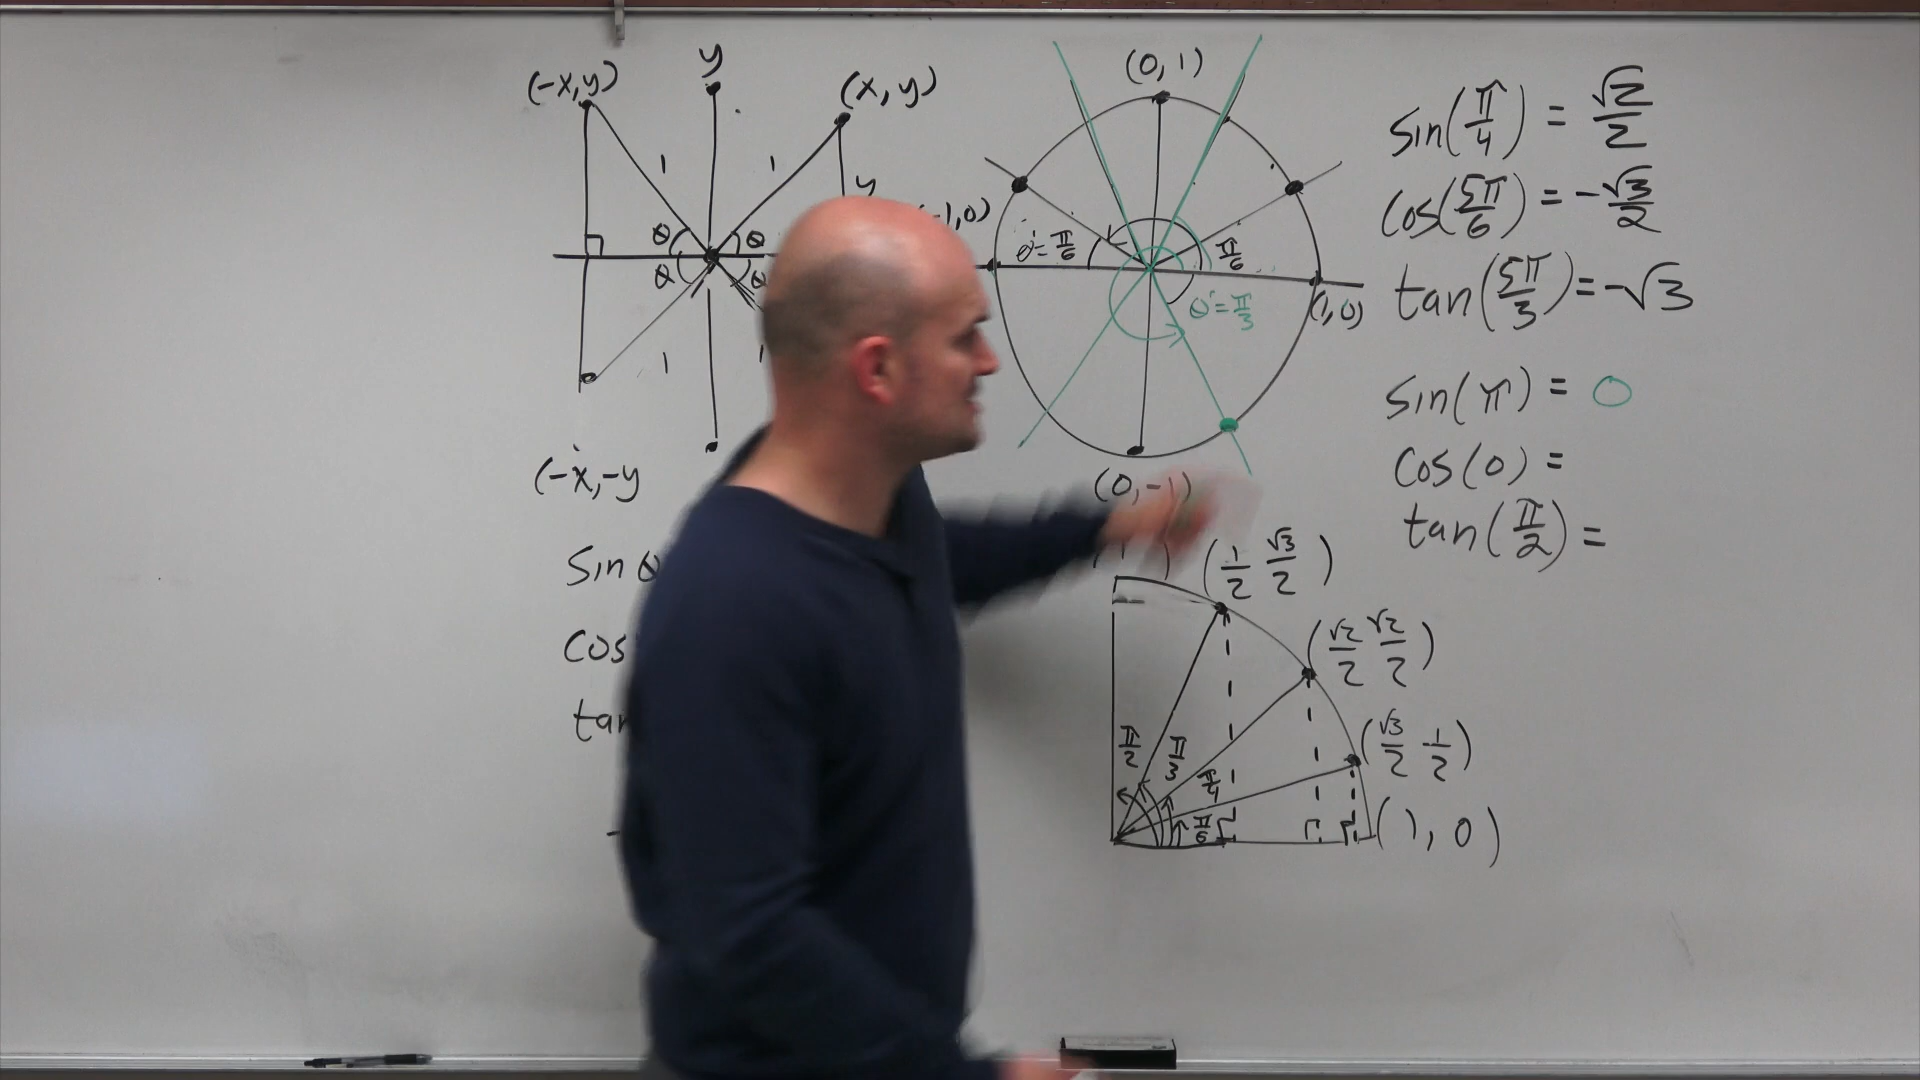 y
(-x,y)
(x, y)
1
1
y
θ
θ
θ
θ
1
1
(-x,-y
Sin θ
Cos
tan
(0, 1)
-1,0)
θ'=π/6
π/6
(1,0)
θ'=π/3
(0,-1)
(1/2 √3/2)
(√2/2 √2/2)
(√3/2 1/2)
(1, 0)
π/2
π/3
π/4
π/6
sin(π/4) = √2/2
cos(5π/6) = -√3/2
tan(5π/3) = -√3
sin(π) = 0
cos(0) =
tan(π/2) =